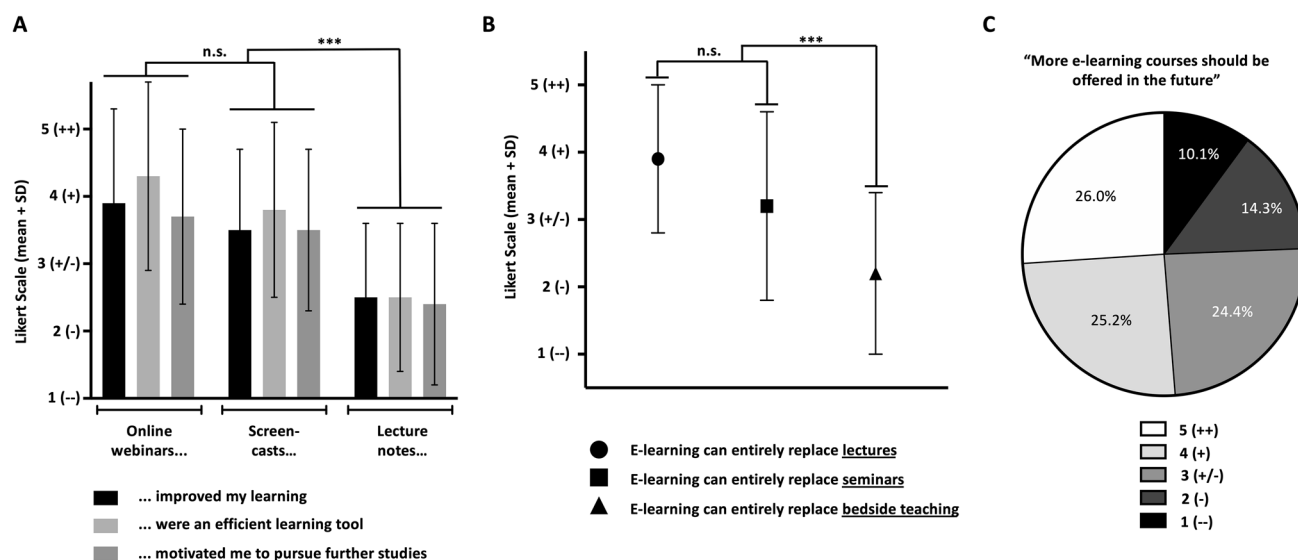 A
n.s.
***
Likert Scale (mean + SD)
5 (++)
4 (+)
3 (+/-)
2 (-)
1 (--)
Online
webinars...
Screen-
casts...
Lecture
notes...
... improved my learning
... were an efficient learning tool
... motivated me to pursue further studies
B
n.s.
***
Likert Scale (mean + SD)
5 (++)
4 (+)
3 (+/-)
2 (-)
1 (--)
E-learning can entirely replace lectures
E-learning can entirely replace seminars
E-learning can entirely replace bedside teaching
C
“More e-learning courses should be
offered in the future”
10.1%
14.3%
24.4%
25.2%
26.0%
5 (++)
4 (+)
3 (+/-)
2 (-)
1 (--)